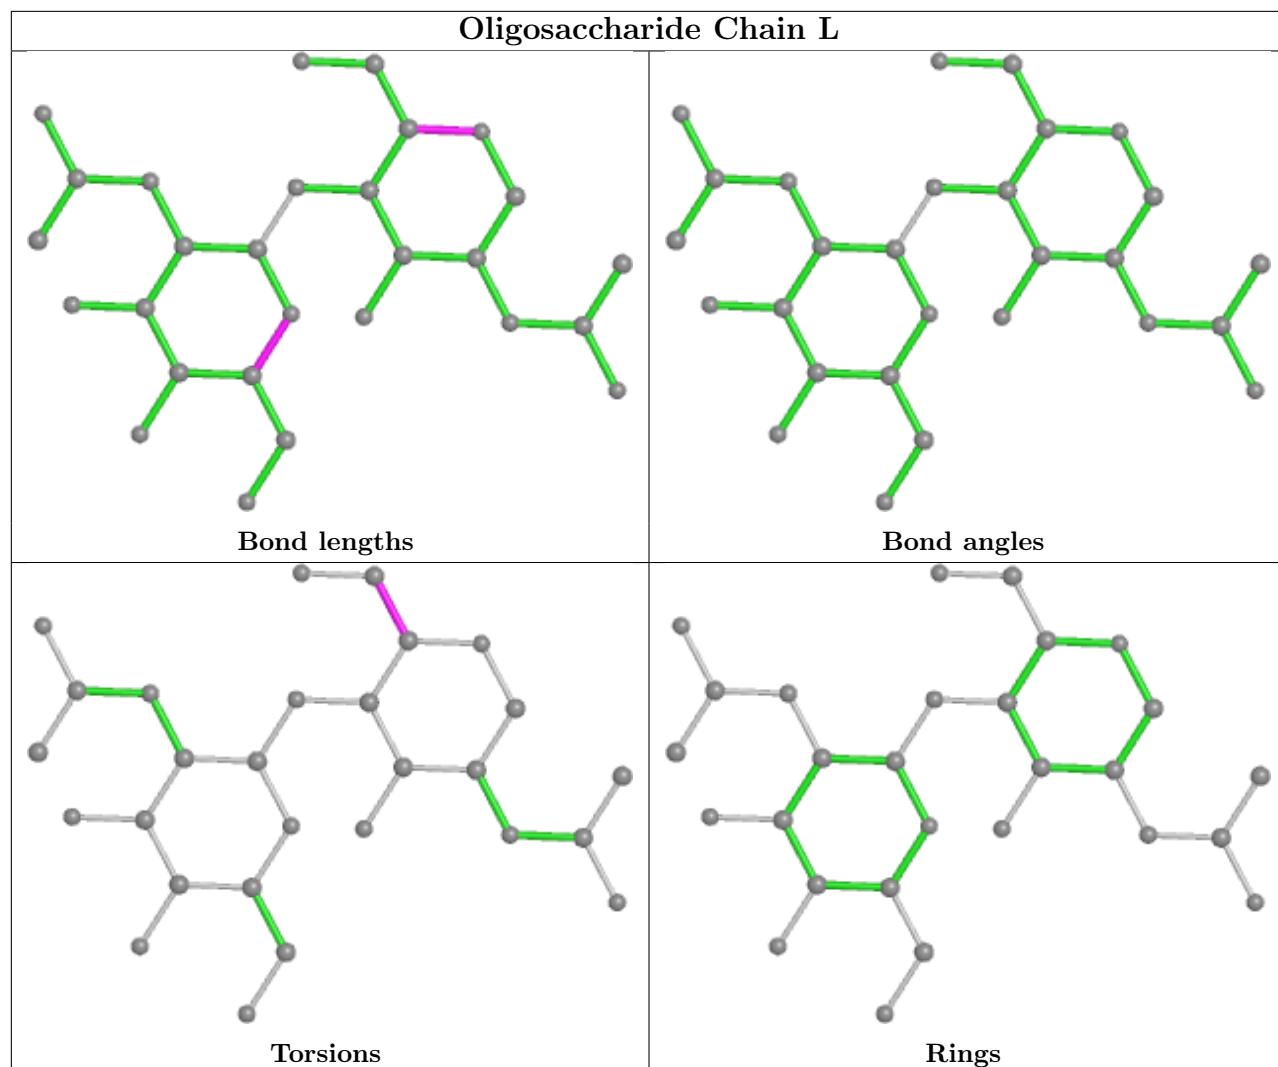 Oligosaccharide Chain L
Bond lengths
Bond angles
Torsions
Rings